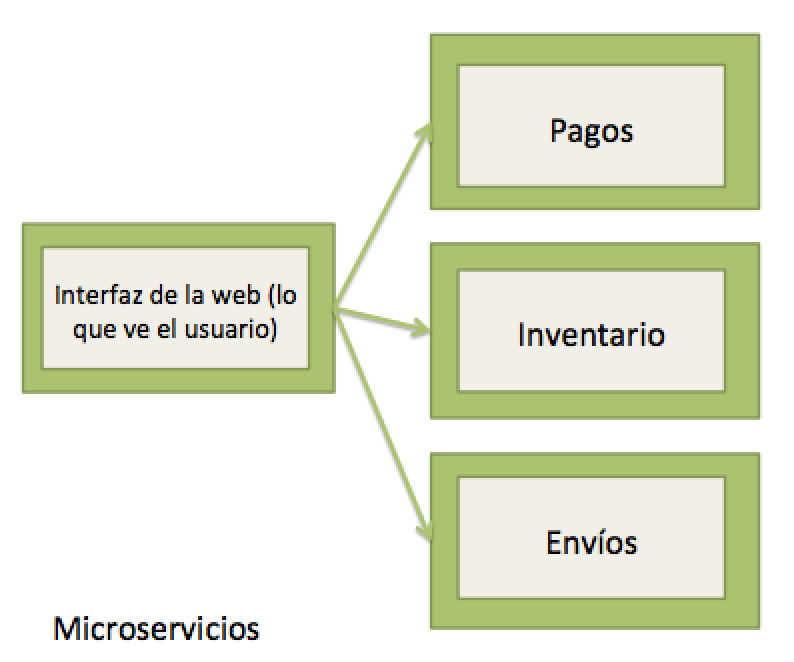 Pagos
Interfaz de la web (lo
que ve el usuario)
Inventario
Envíos
Microservicios